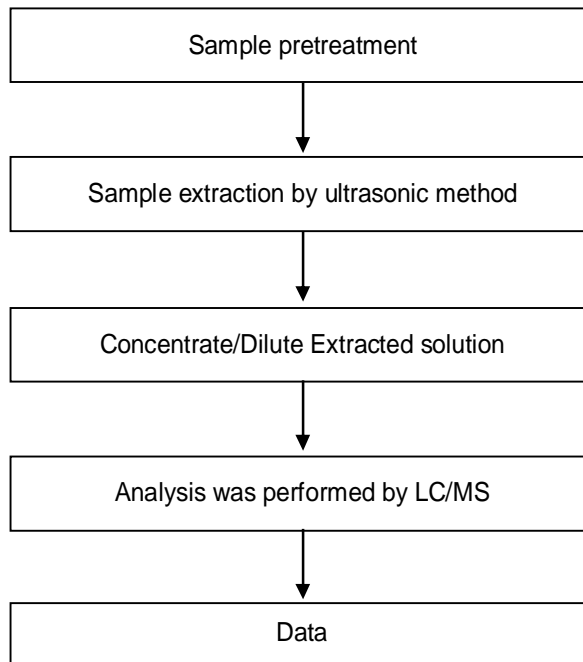 Sample pretreatment
Sample extraction by ultrasonic method
Concentrate/Dilute Extracted solution
Analysis was performed by LC/MS
Data